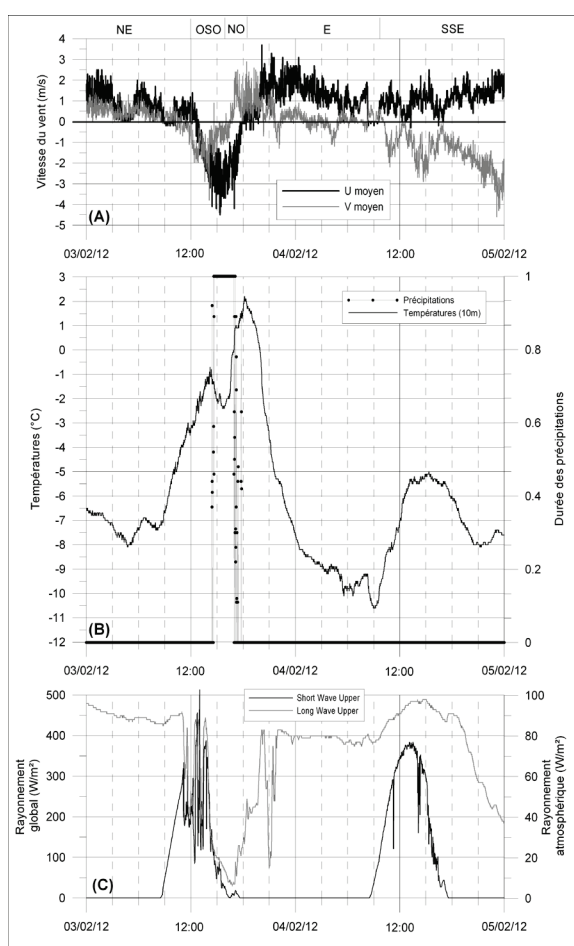 NE OSO NO E SSE
4
3
2
1
0
-1
-2
-3
-4
-5
Vitesse du vent (m/s)
U moyen
V moyen
(A)
03/02/12 12:00 04/02/12 12:00 05/02/12
3
2
1
0
-1
-2
-3
-4
-5
-6
-7
-8
-9
-10
-11
-12
Températures (°C)
Précipitations
Températures (10m)
1
0.8
0.6
0.4
0.2
0
Durée des précipitations
(B)
03/02/12 12:00 04/02/12 12:00 05/02/12
500
400
300
200
100
0
Rayonnement
global (W/m²)
Short Wave Upper
Long Wave Upper
100
80
60
40
20
0
Rayonnement
atmosphérique (W/m²)
(C)
03/02/12 12:00 04/02/12 12:00 05/02/12